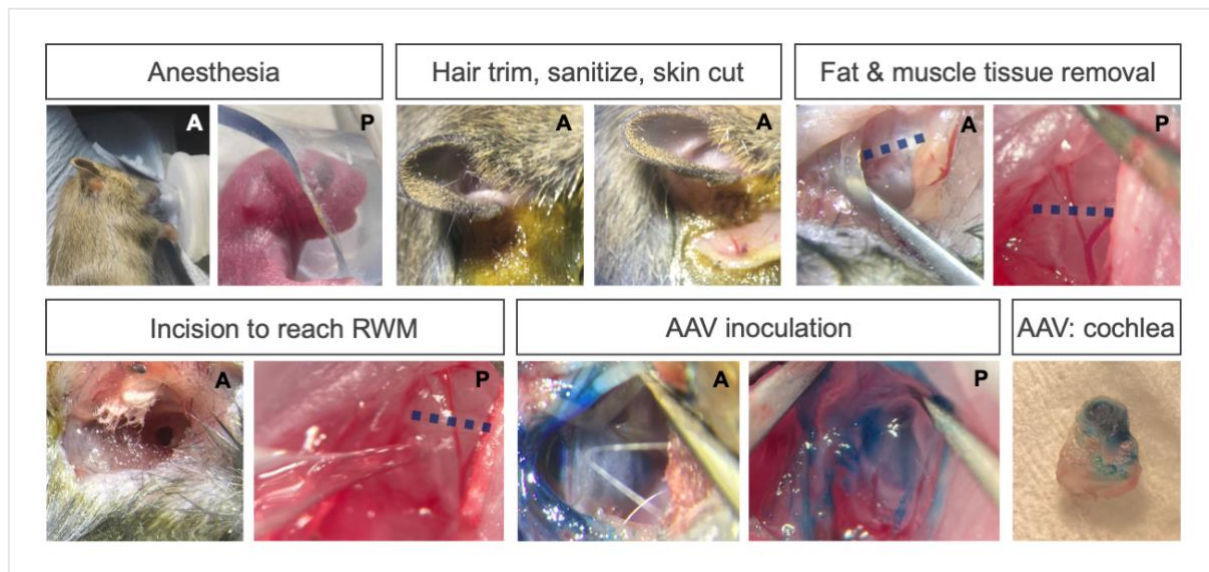 Anesthesia
Hair trim, sanitize, skin cut
Fat & muscle tissue removal
A
P
A
A
A
P
Incision to reach RWM
AAV inoculation
AAV: cochlea
A
P
A
P